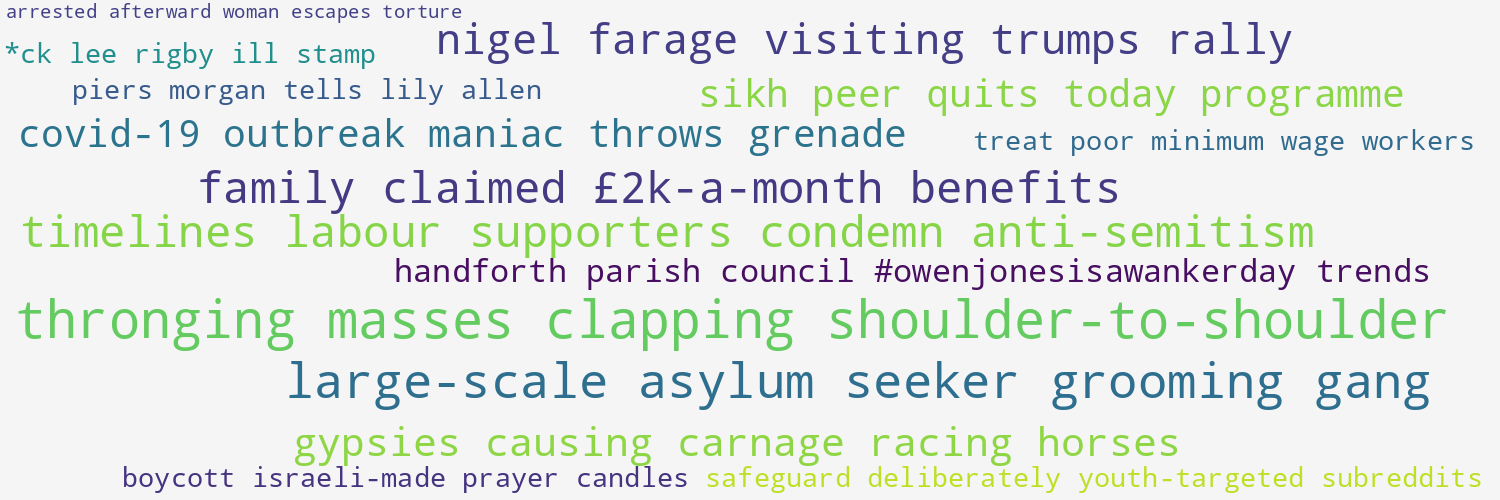 arrested afterward woman escapes torture
nigel farage visiting trumps rally
*ck lee rigby ill stamp
piers morgan tells lily allen
sikh peer quits today programme
covid-19 outbreak maniac throws grenade
treat poor minimum wage workers
family claimed £2k-a-month benefits
timelines labour supporters condemn anti-semitism
handforth parish council #owenjonesisawankerday trends
thronging masses clapping shoulder-to-shoulder
large-scale asylum seeker grooming gang
gypsies causing carnage racing horses
boycott israeli-made prayer candles
safeguard deliberately youth-targeted subreddits